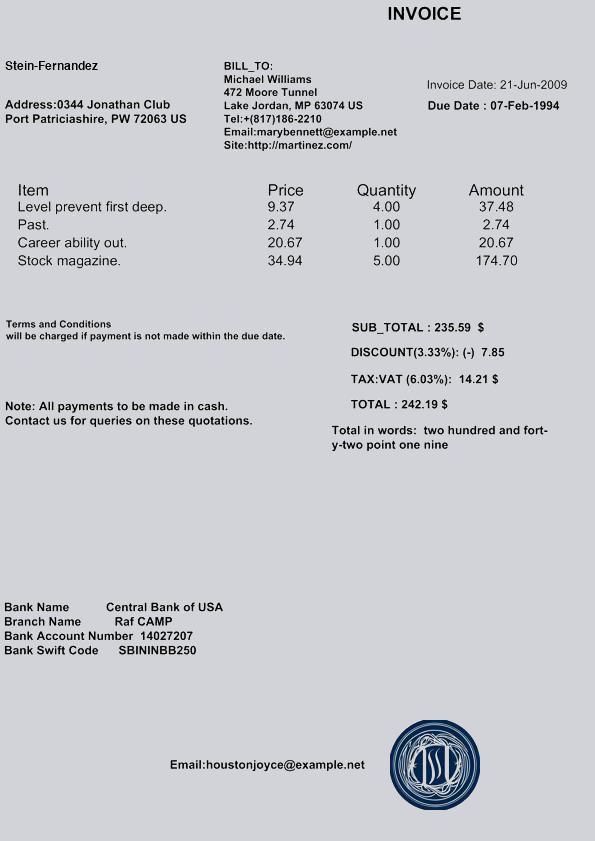 INVOICE
Stein-Fernandez
Address:0344 Jonathan Club
Port Patriciashire, PW 72063 US
BILL_TO:
Michael Williams
472 Moore Tunnel
Lake Jordan, MP 63074 US
Tel:+(817)186-2210
Email:marybennett@example.net
Site:http://martinez.com/
Invoice Date: 21-Jun-2009
Due Date : 07-Feb-1994
Item Price Quantity Amount
Level prevent first deep. 9.37 4.00 37.48
Past. 2.74 1.00 2.74
Career ability out. 20.67 1.00 20.67
Stock magazine. 34.94 5.00 174.70
Terms and Conditions
will be charged if payment is not made within the due date.
SUB_TOTAL : 235.59 $
DISCOUNT(3.33%): (-) 7.85
TAX:VAT (6.03%): 14.21 $
TOTAL : 242.19 $
Note: All payments to be made in cash.
Contact us for queries on these quotations.
Total in words: two hundred and fort-
y-two point one nine
Bank Name Central Bank of USA
Branch Name Raf CAMP
Bank Account Number 14027207
Bank Swift Code SBININBB250
Email:houstonjoyce@example.net